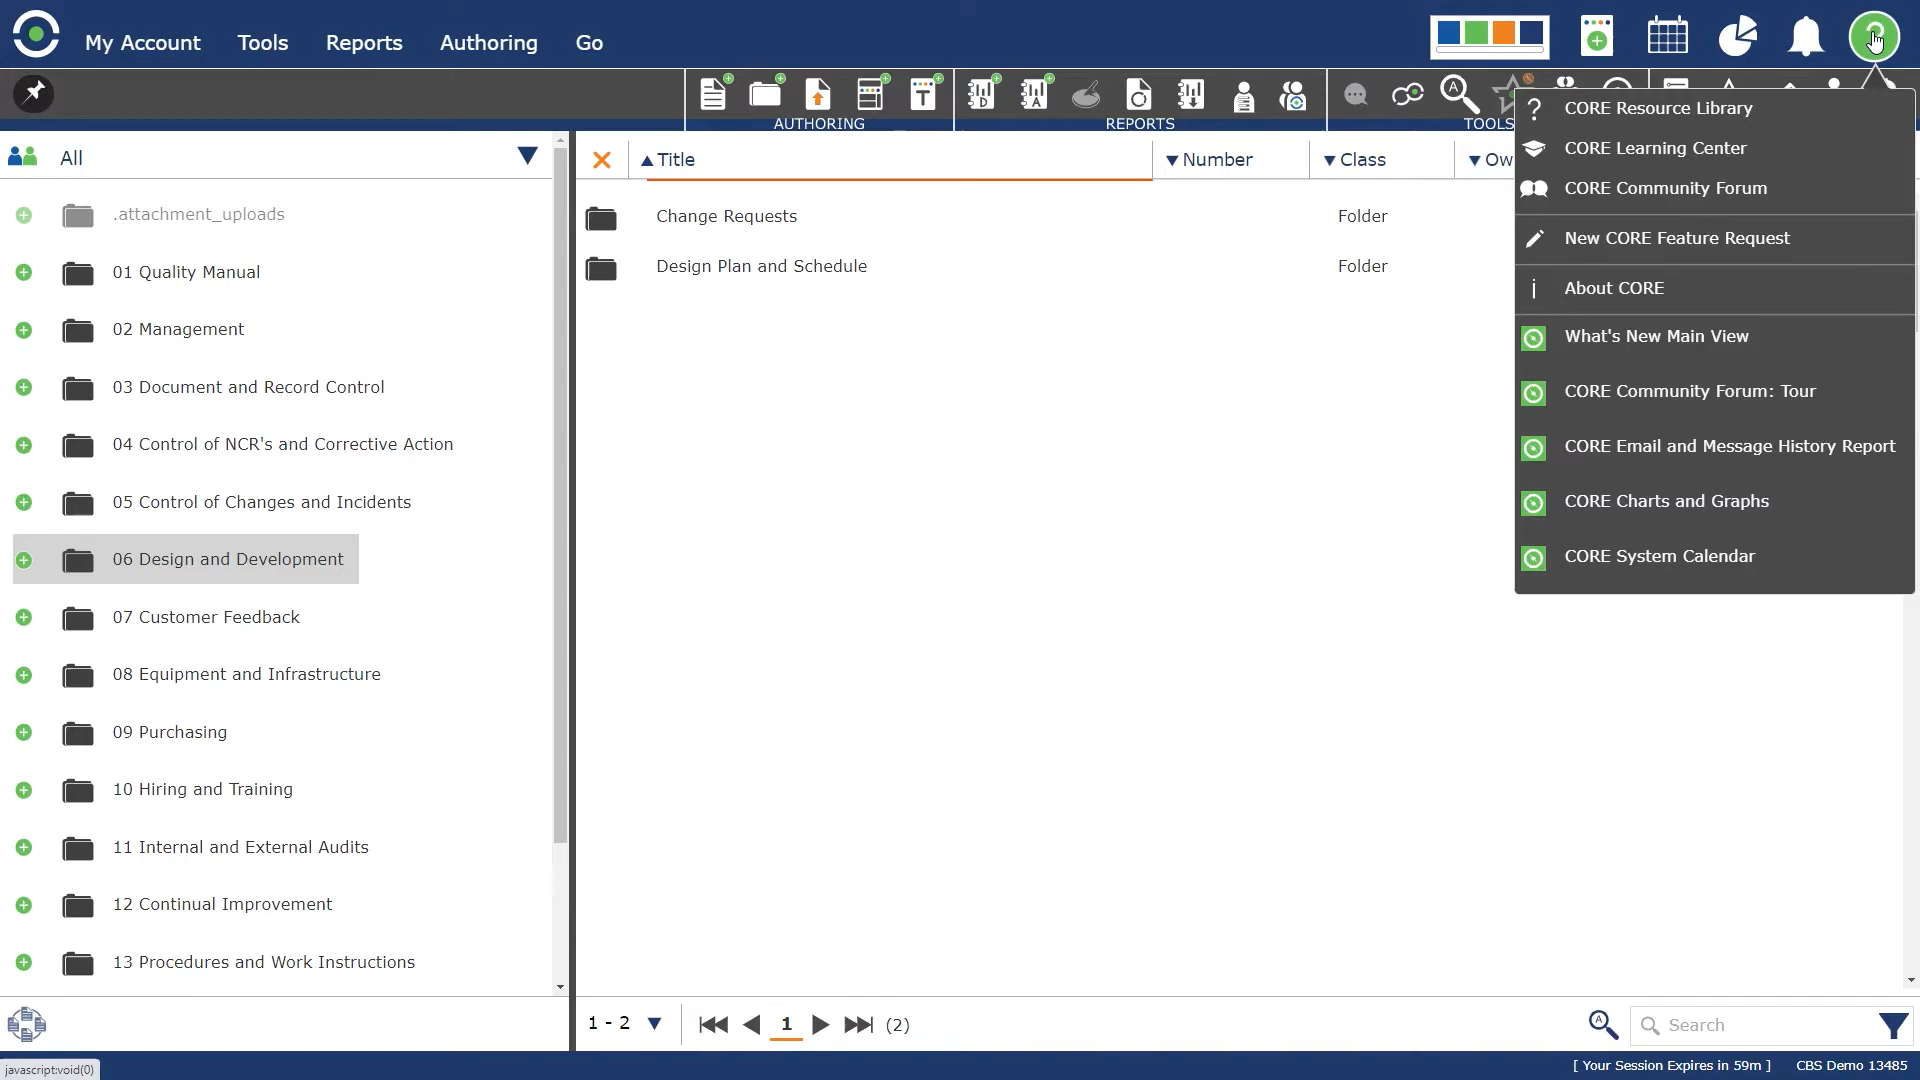 My Account Tools Reports Authoring Go
AUTHORING REPORTS TOOLS
All
.attachment_uploads
01 Quality Manual
02 Management
03 Document and Record Control
04 Control of NCR's and Corrective Action
05 Control of Changes and Incidents
06 Design and Development
07 Customer Feedback
08 Equipment and Infrastructure
09 Purchasing
10 Hiring and Training
11 Internal and External Audits
12 Continual Improvement
13 Procedures and Work Instructions
Title Number Class Ow
Change Requests Folder
Design Plan and Schedule Folder
CORE Resource Library
CORE Learning Center
CORE Community Forum
New CORE Feature Request
About CORE
What's New Main View
CORE Community Forum: Tour
CORE Email and Message History Report
CORE Charts and Graphs
CORE System Calendar
1 - 2 1 (2) Search
javascript:void(0) [ Your Session Expires in 59m ] CBS Demo 13485